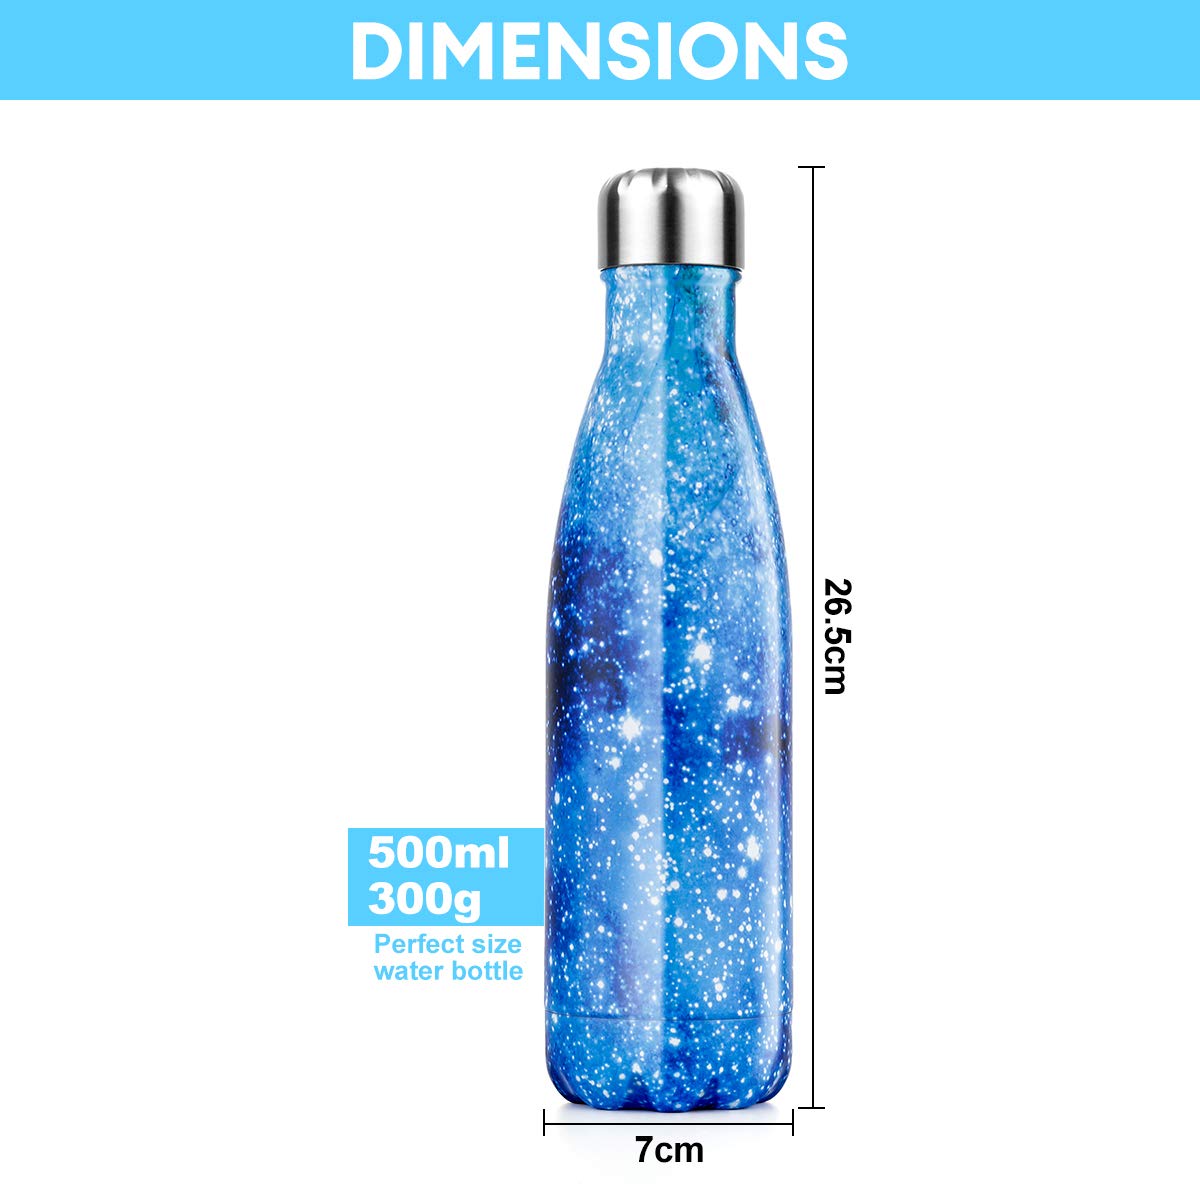 DIMENSIONS
26.5cm
500ml
300g
Perfect size
water bottle
7cm